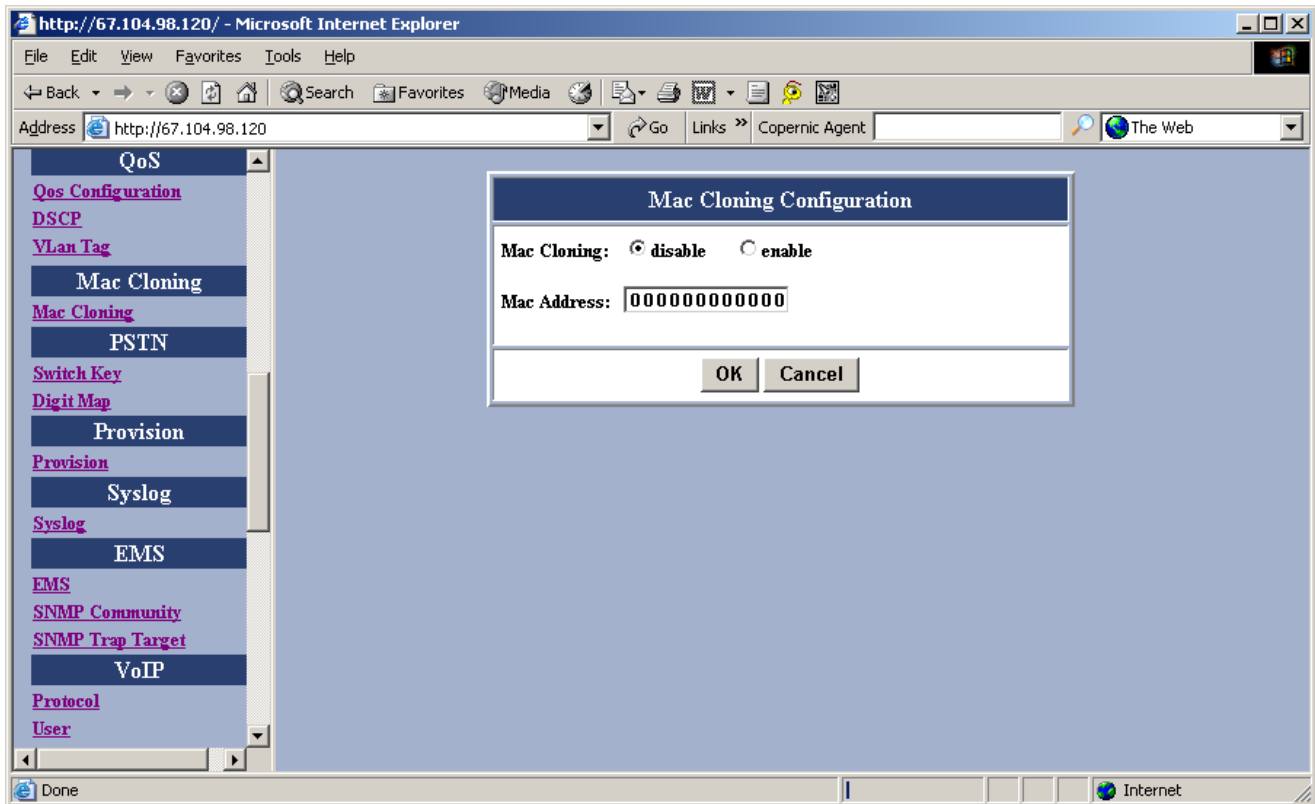 http://67.104.98.120/ - Microsoft Internet Explorer
File Edit View Favorites Tools Help
Back Search Favorites Media
Address http://67.104.98.120 Go Links » Copernic Agent The Web
QoS
Qos Configuration
DSCP
VLan Tag
Mac Cloning
Mac Cloning
PSTN
Switch Key
Digit Map
Provision
Provision
Syslog
Syslog
EMS
EMS
SNMP Community
SNMP Trap Target
VoIP
Protocol
User
Mac Cloning Configuration
Mac Cloning: disable enable
Mac Address: 000000000000
OK Cancel
Done Internet